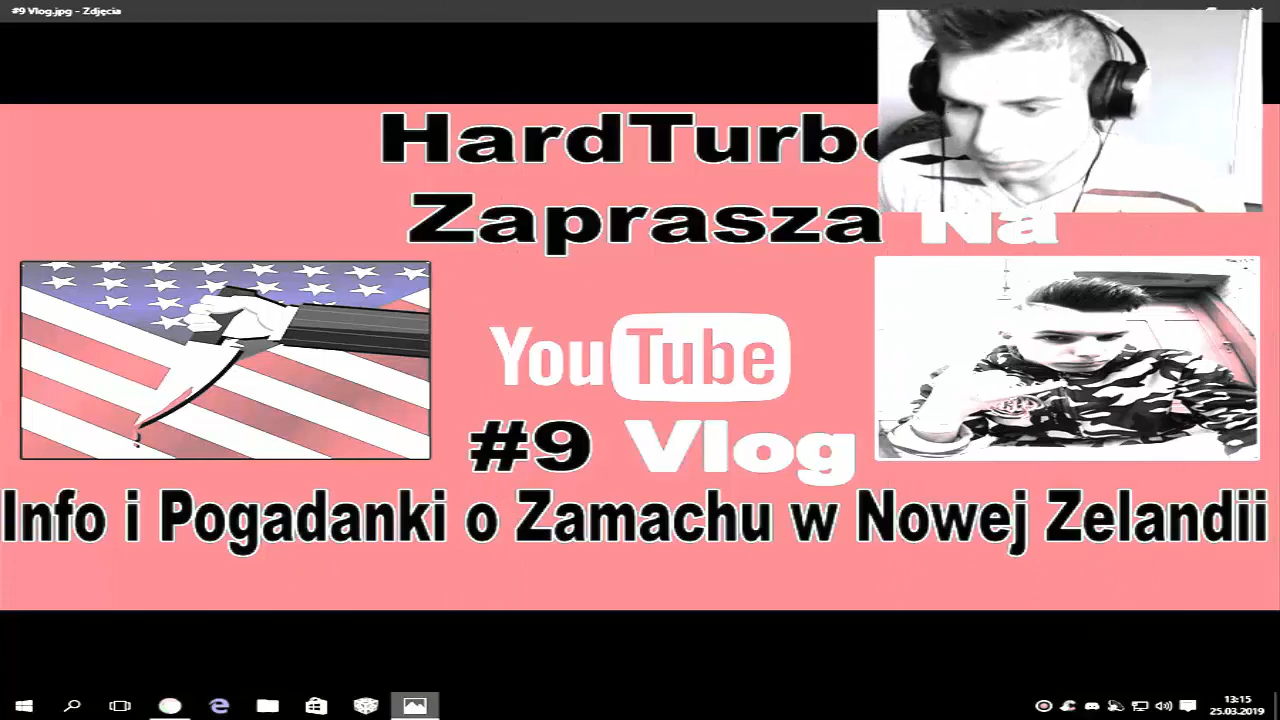 #9 Vlog.jpg - Zdjęcia
HardTurbo
Zaprasza Na
YouTube
#9 Vlog
Info i Pogadanki o Zamachu w Nowej Zelandii
13:15
25.03.2019